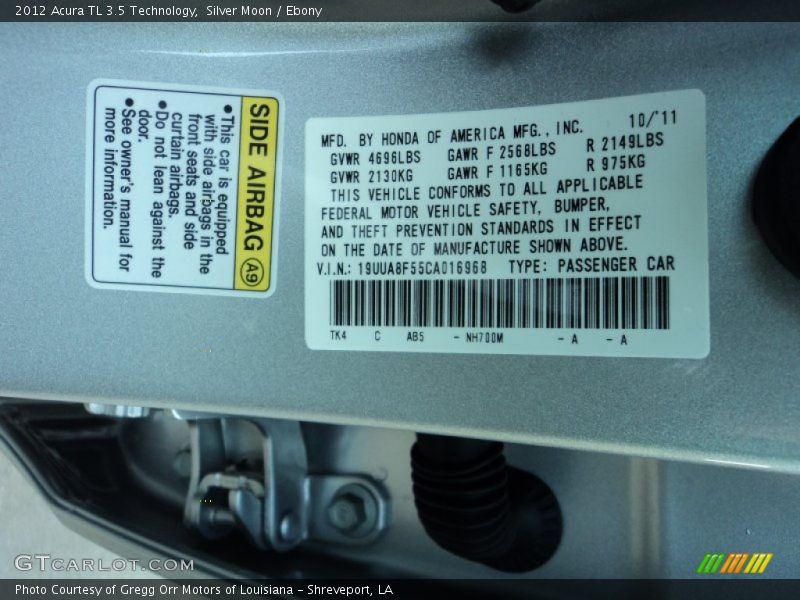 2012 Acura TL 3.5 Technology, Silver Moon / Ebony
SIDE AIRBAG A9
• This car is equipped
with side airbags in the
front seats and side
curtain airbags.
• Do not lean against the
door.
• See owner's manual for
more information.
MFD. BY HONDA OF AMERICA MFG., INC. 10/'11
GVWR 4696LBS GAWR F 2568LBS R 2149LBS
GVWR 2130KG GAWR F 1165KG R 975KG
THIS VEHICLE CONFORMS TO ALL APPLICABLE
FEDERAL MOTOR VEHICLE SAFETY, BUMPER,
AND THEFT PREVENTION STANDARDS IN EFFECT
ON THE DATE OF MANUFACTURE SHOWN ABOVE.
V.I.N.: 19UUA8F55CA016968 TYPE: PASSENGER CAR
TK4 C AB5 - NH700M - A - A
GTCARLOT.COM
Photo Courtesy of Gregg Orr Motors of Louisiana – Shreveport, LA